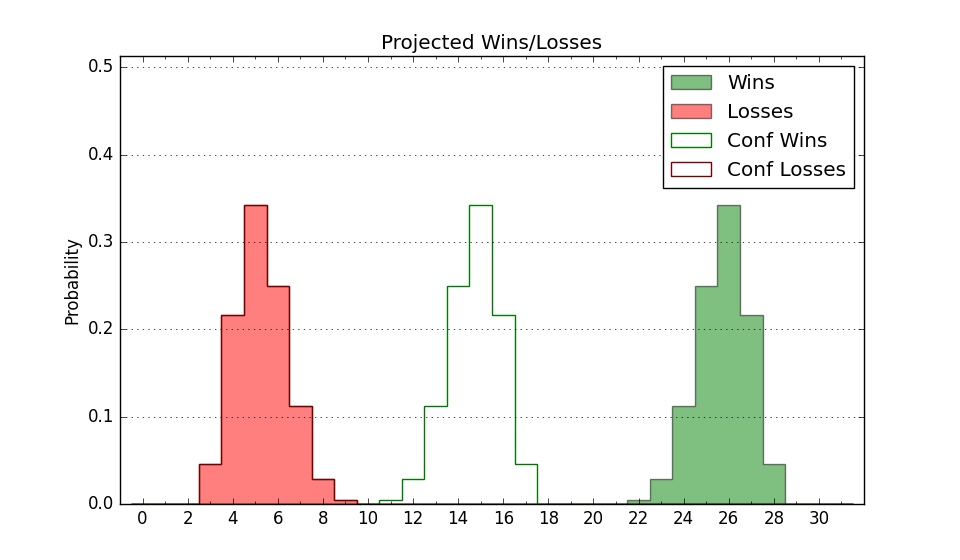 Projected Wins/Losses
Wins
Losses
Conf Wins
Conf Losses
Probability
0.5
0.4
0.3
0.2
0.1
0.0
0 2 4 6 8 10 12 14 16 18 20 22 24 26 28 30